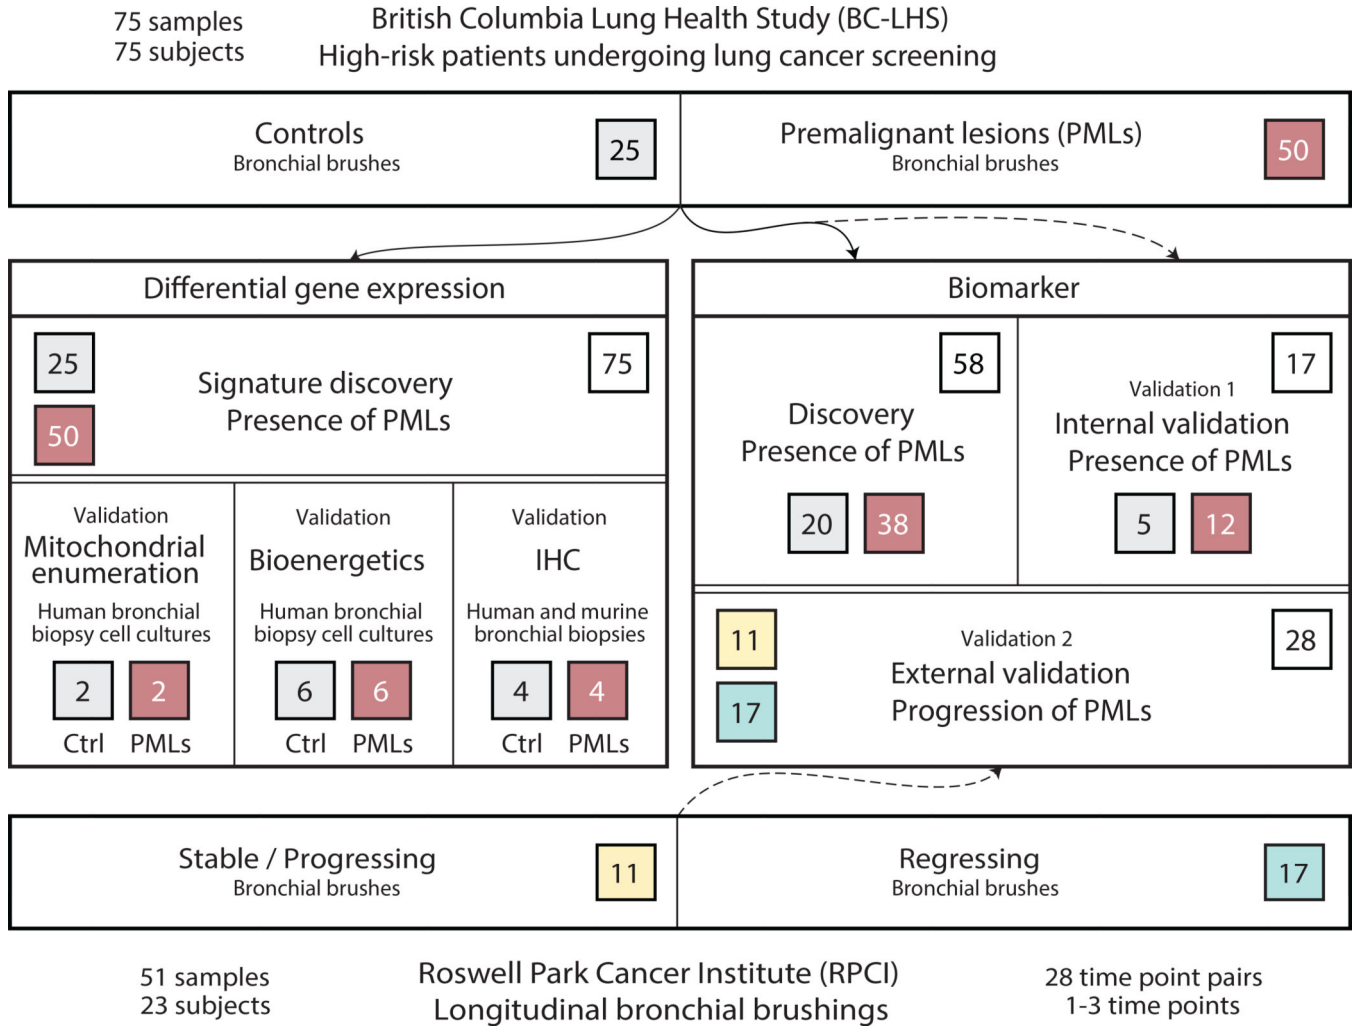 75 samples
75 subjects
British Columbia Lung Health Study (BC-LHS)
High-risk patients undergoing lung cancer screening
Controls
Bronchial brushes
25
Premalignant lesions (PMLs)
Bronchial brushes
50
Differential gene expression
25
50
Signature discovery
Presence of PMLs
75
Validation
Mitochondrial
enumeration
Human bronchial
biopsy cell cultures
2
2
Ctrl
PMLs
Validation
Bioenergetics
Human bronchial
biopsy cell cultures
6
6
Ctrl
PMLs
Validation
IHC
Human and murine
bronchial biopsies
4
4
Ctrl
PMLs
Biomarker
58
Discovery
Presence of PMLs
20
38
17
Validation 1
Internal validation
Presence of PMLs
5
12
11
17
Validation 2
External validation
Progression of PMLs
28
Stable / Progressing
Bronchial brushes
11
Regressing
Bronchial brushes
17
51 samples
23 subjects
Roswell Park Cancer Institute (RPCI)
Longitudinal bronchial brushings
28 time point pairs
1-3 time points